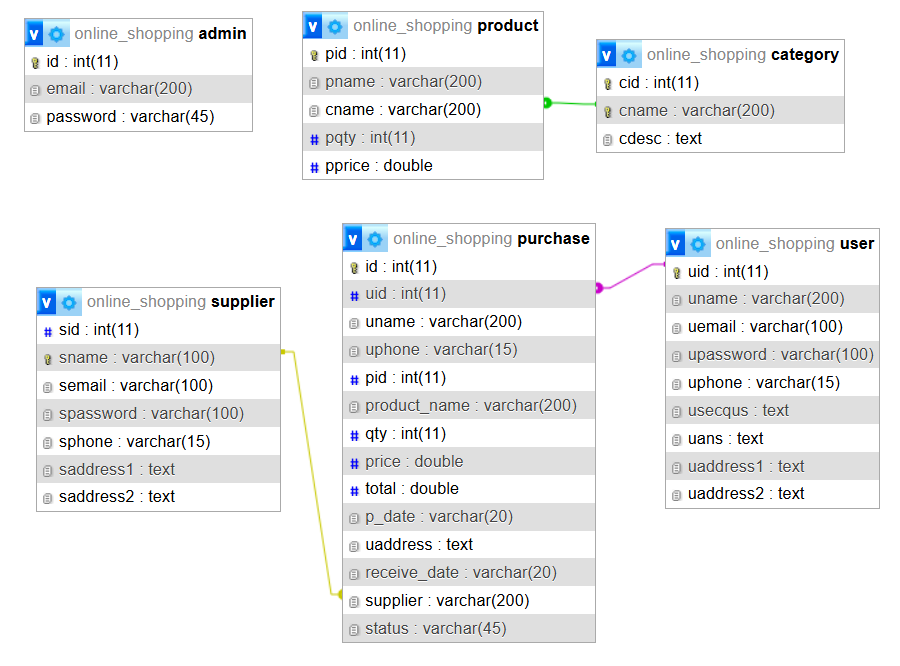 v online_shopping admin
id : int(11)
email : varchar(200)
password : varchar(45)
v online_shopping product
pid : int(11)
pname : varchar(200)
cname : varchar(200)
# pqty : int(11)
# pprice : double
v online_shopping category
cid : int(11)
cname : varchar(200)
cdesc : text
v online_shopping supplier
# sid : int(11)
sname : varchar(100)
semail : varchar(100)
spassword : varchar(100)
sphone : varchar(15)
saddress1 : text
saddress2 : text
v online_shopping purchase
id : int(11)
# uid : int(11)
uname : varchar(200)
uphone : varchar(15)
# pid : int(11)
product_name : varchar(200)
# qty : int(11)
# price : double
# total : double
p_date : varchar(20)
uaddress : text
receive_date : varchar(20)
supplier : varchar(200)
status : varchar(45)
v online_shopping user
uid : int(11)
uname : varchar(200)
uemail : varchar(100)
upassword : varchar(100)
uphone : varchar(15)
usecqus : text
uans : text
uaddress1 : text
uaddress2 : text